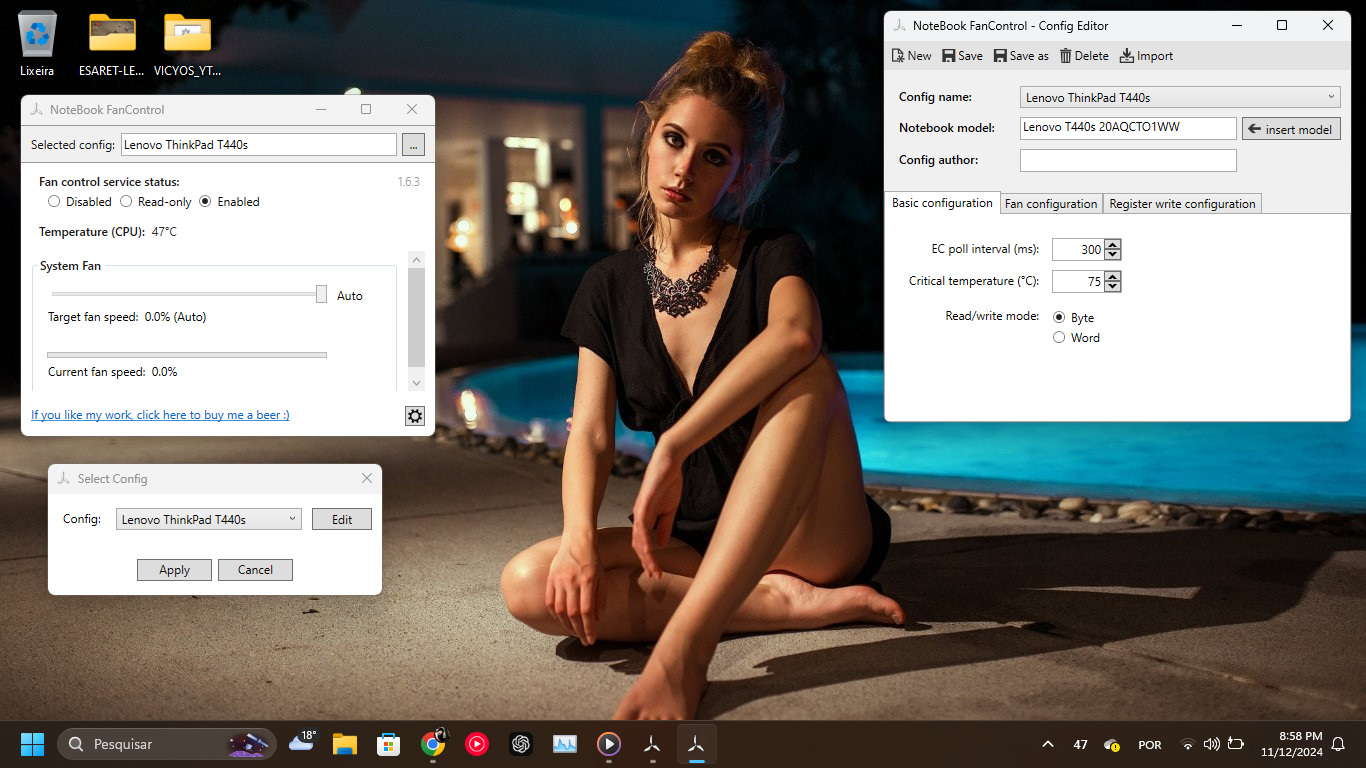 Lixeira
ESARET-LE...
VICYOS_YT...
NoteBook FanControl
Selected config:
Lenovo ThinkPad T440s
...
Fan control service status:
1.6.3
Disabled
Read-only
Enabled
Temperature (CPU): 47°C
System Fan
Auto
Target fan speed: 0.0% (Auto)
Current fan speed: 0.0%
If you like my work, click here to buy me a beer :)
Select Config
Config:
Lenovo ThinkPad T440s
Edit
Apply
Cancel
NoteBook FanControl - Config Editor
New
Save
Save as
Delete
Import
Config name:
Lenovo ThinkPad T440s
Notebook model:
Lenovo T440s 20AQCTO1WW
insert model
Config author:
Basic configuration
Fan configuration
Register write configuration
EC poll interval (ms):
300
Critical temperature (°C):
75
Read/write mode:
Byte
Word
Pesquisar
18°
47
POR
8:58 PM
11/12/2024